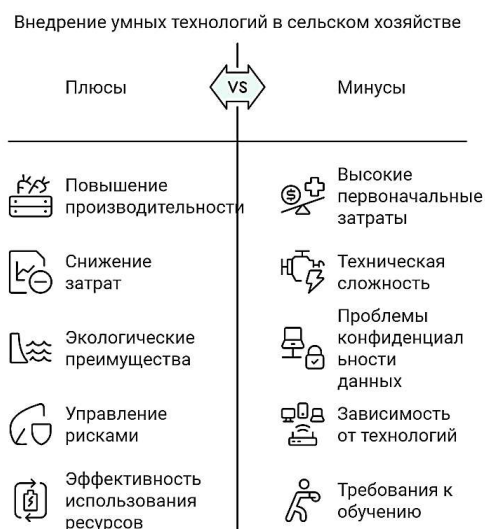 Внедрение умных технологий в сельском хозяйстве
Плюсы
VS
Минусы
Повышение
производительности
Высокие
первоначальные
затраты
Снижение
затрат
Техническая
сложность
Экологические
преимущества
Проблемы
конфиденциал
ьности
данных
Управление
рисками
Зависимость
от технологий
Эффективность
использования
ресурсов
Требования к
обучению